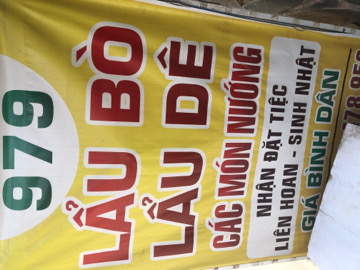 979
LẨU BÒ
LẨU DÊ
CÁC MÓN NƯỚNG
NHẬN ĐẶT TIỆC
LIÊN HOAN - SINH NHẬT
GIÁ BÌNH DÂN